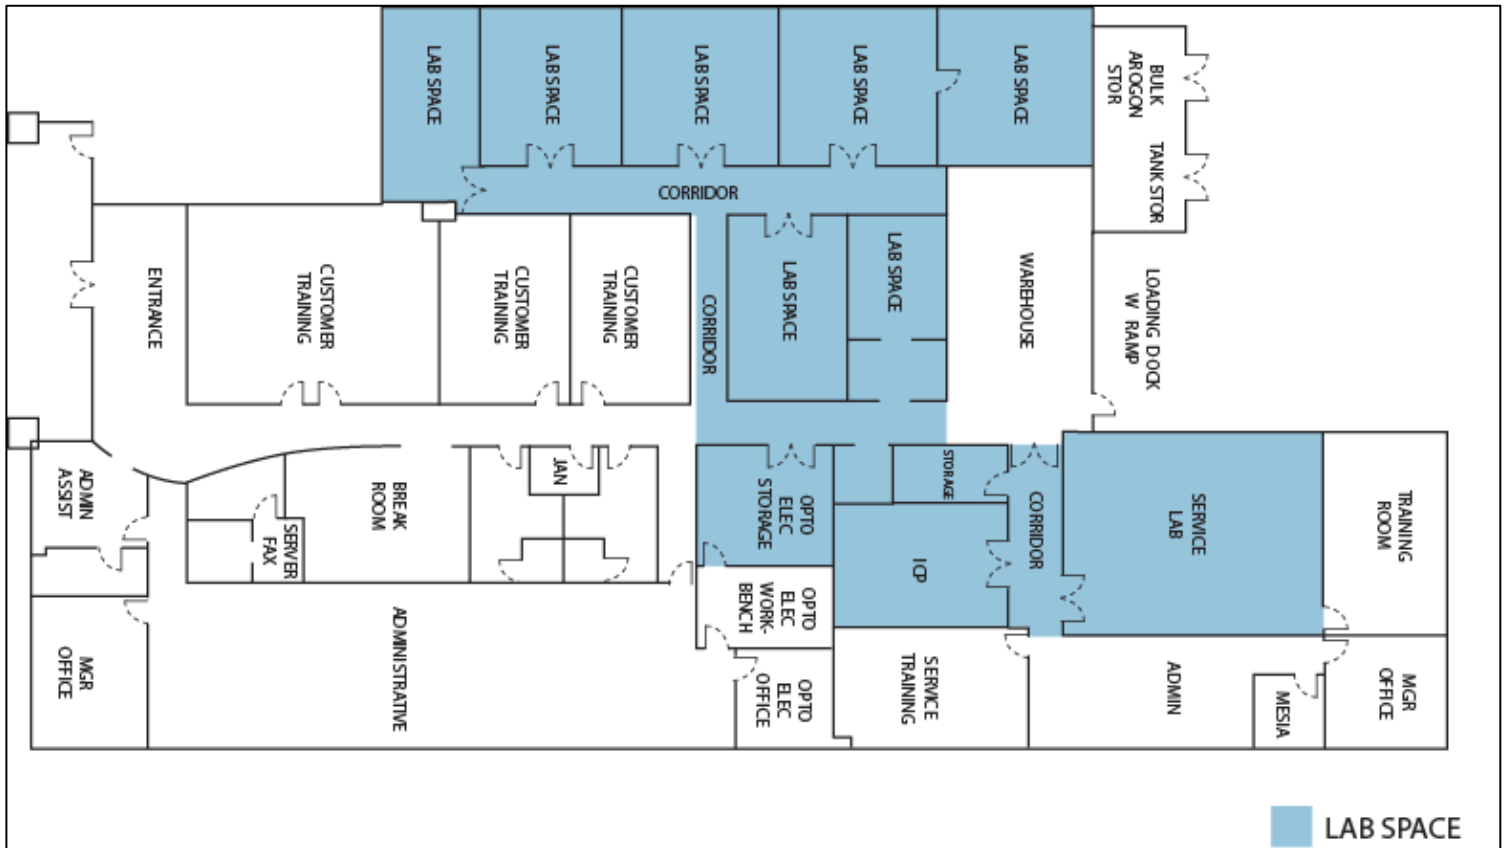 LAB SPACE
LAB SPACE
LAB SPACE
LAB SPACE
LAB SPACE
BULK
AROGON
STOR
TANK STOR
CORRIDOR
ENTRANCE
CUSTOMER
TRAINING
CUSTOMER
TRAINING
CUSTOMER
TRAINING
CORRIDOR
LAB SPACE
LAB SPACE
WAREHOUSE
LOADING DOCK
W RAMP
ADMIN
ASSIST
SERVER
FAX
BREAK
ROOM
JAN
OPTO
ELEC
STORAGE
STORAGE
ICP
CORRIDOR
SERVICE
LAB
TRAINING
ROOM
OPTO
ELEC
WORK-
BENCH
MGR
OFFICE
ADMINISTRATIVE
OPTO
ELEC
OFFICE
SERVICE
TRAINING
ADMIN
MESIA
MGR
OFFICE
LAB SPACE